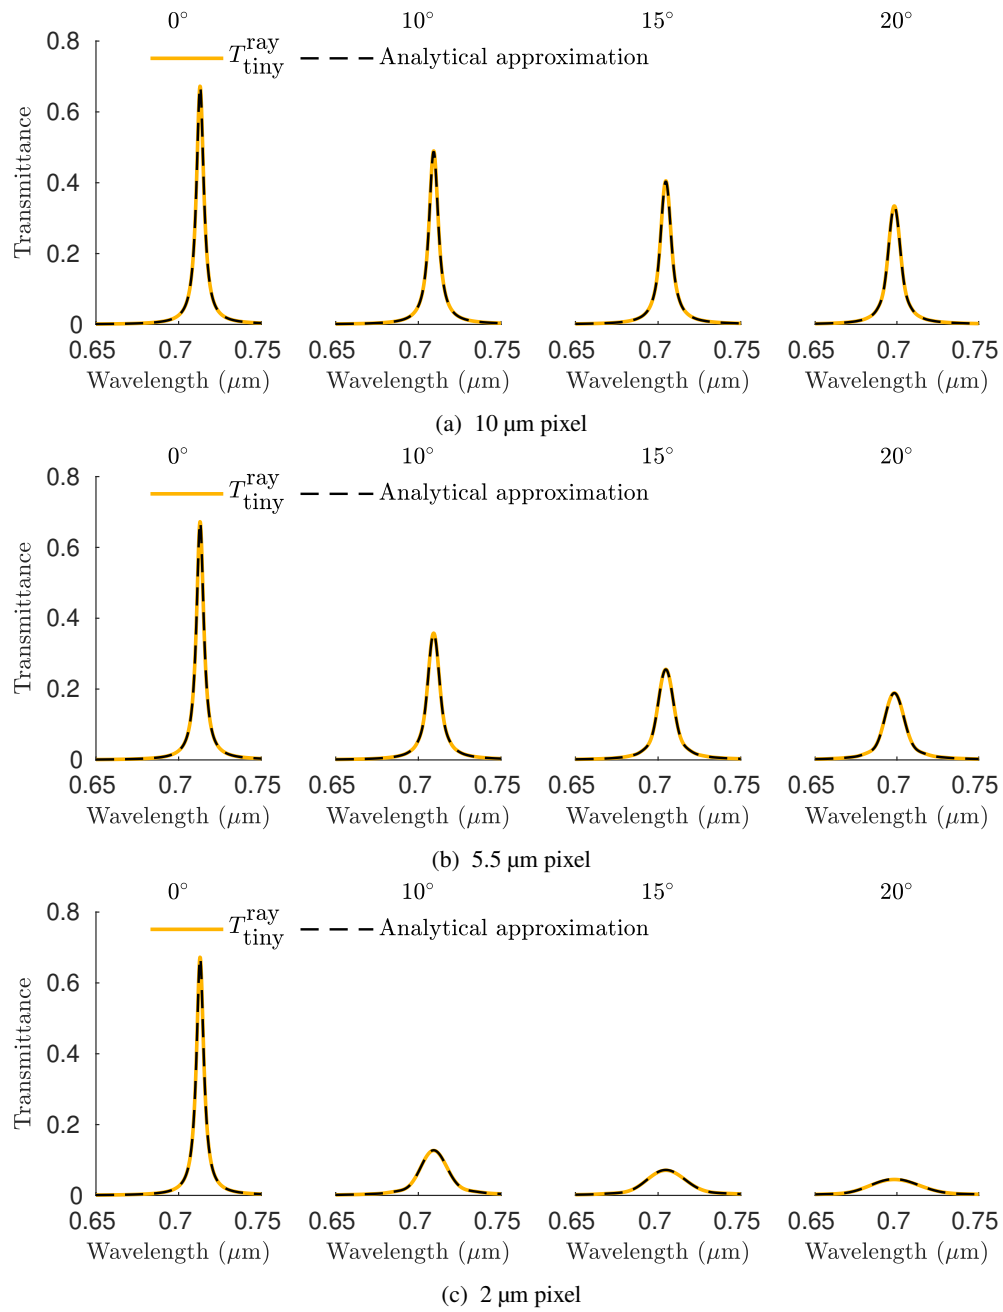 0° 10° 15° 20°
0.8
T ray tiny Analytical approximation
0.6
0.4
0.2
0
Transmittance
0.65 0.7 0.75 0.65 0.7 0.75 0.65 0.7 0.75 0.65 0.7 0.75
Wavelength (μm) Wavelength (μm) Wavelength (μm) Wavelength (μm)
(a) 10 μm pixel
0° 10° 15° 20°
0.8
T ray tiny Analytical approximation
0.6
0.4
0.2
0
Transmittance
0.65 0.7 0.75 0.65 0.7 0.75 0.65 0.7 0.75 0.65 0.7 0.75
Wavelength (μm) Wavelength (μm) Wavelength (μm) Wavelength (μm)
(b) 5.5 μm pixel
0° 10° 15° 20°
0.8
T ray tiny Analytical approximation
0.6
0.4
0.2
0
Transmittance
0.65 0.7 0.75 0.65 0.7 0.75 0.65 0.7 0.75 0.65 0.7 0.75
Wavelength (μm) Wavelength (μm) Wavelength (μm) Wavelength (μm)
(c) 2 μm pixel